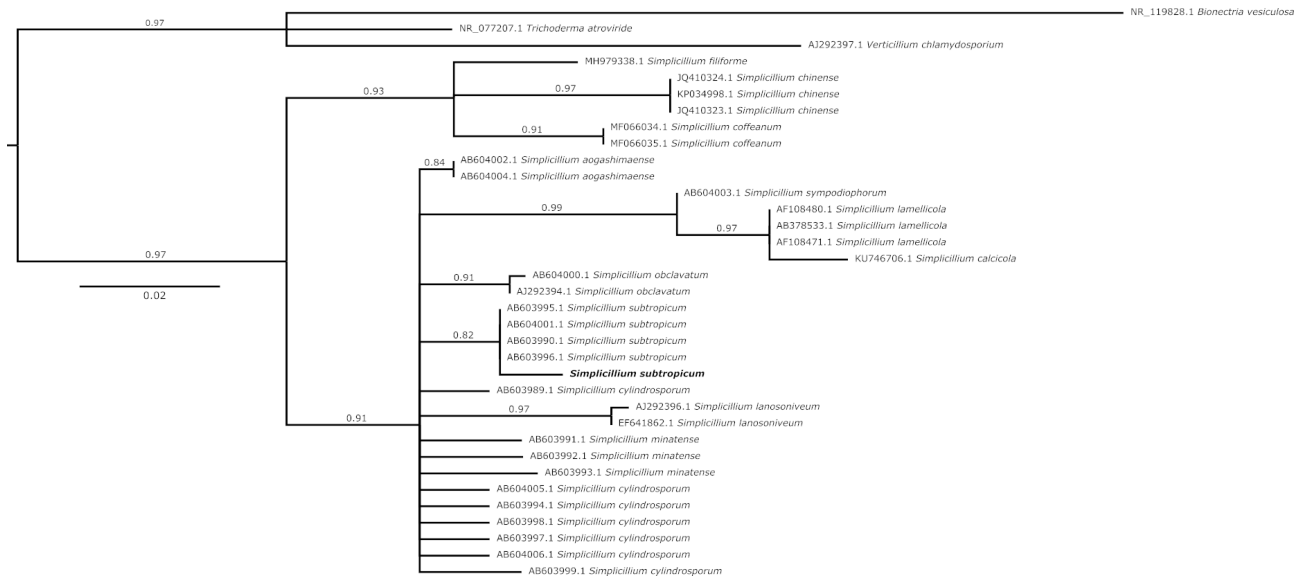 NR_119828.1 Bionectria vesiculosa
0.97
NR_077207.1 Trichoderma atroviride
AJ292397.1 Verticillium chlamydosporium
MH979338.1 Simplicillium filiforme
JQ410324.1 Simplicillium chinense
0.93
0.97
KP034998.1 Simplicillium chinense
JQ410323.1 Simplicillium chinense
MF066034.1 Simplicillium coffeanum
0.91
MF066035.1 Simplicillium coffeanum
AB604002.1 Simplicillium aogashimaense
0.84
AB604004.1 Simplicillium aogashimaense
AB604003.1 Simplicillium sympodiophorum
0.99
AF108480.1 Simplicillium lamellicola
AB378533.1 Simplicillium lamellicola
0.97
AF108471.1 Simplicillium lamellicola
0.97
KU746706.1 Simplicillium calcicola
AB604000.1 Simplicillium obclavatum
0.91
AJ292394.1 Simplicillium obclavatum
0.02
AB603995.1 Simplicillium subtropicum
AB604001.1 Simplicillium subtropicum
0.82
AB603990.1 Simplicillium subtropicum
AB603996.1 Simplicillium subtropicum
Simplicillium subtropicum
AB603989.1 Simplicillium cylindrosporum
0.97
AJ292396.1 Simplicillium lanosoniveum
0.91
EF641862.1 Simplicillium lanosoniveum
AB603991.1 Simplicillium minatense
AB603992.1 Simplicillium minatense
AB603993.1 Simplicillium minatense
AB604005.1 Simplicillium cylindrosporum
AB603994.1 Simplicillium cylindrosporum
AB603998.1 Simplicillium cylindrosporum
AB603997.1 Simplicillium cylindrosporum
AB604006.1 Simplicillium cylindrosporum
AB603999.1 Simplicillium cylindrosporum